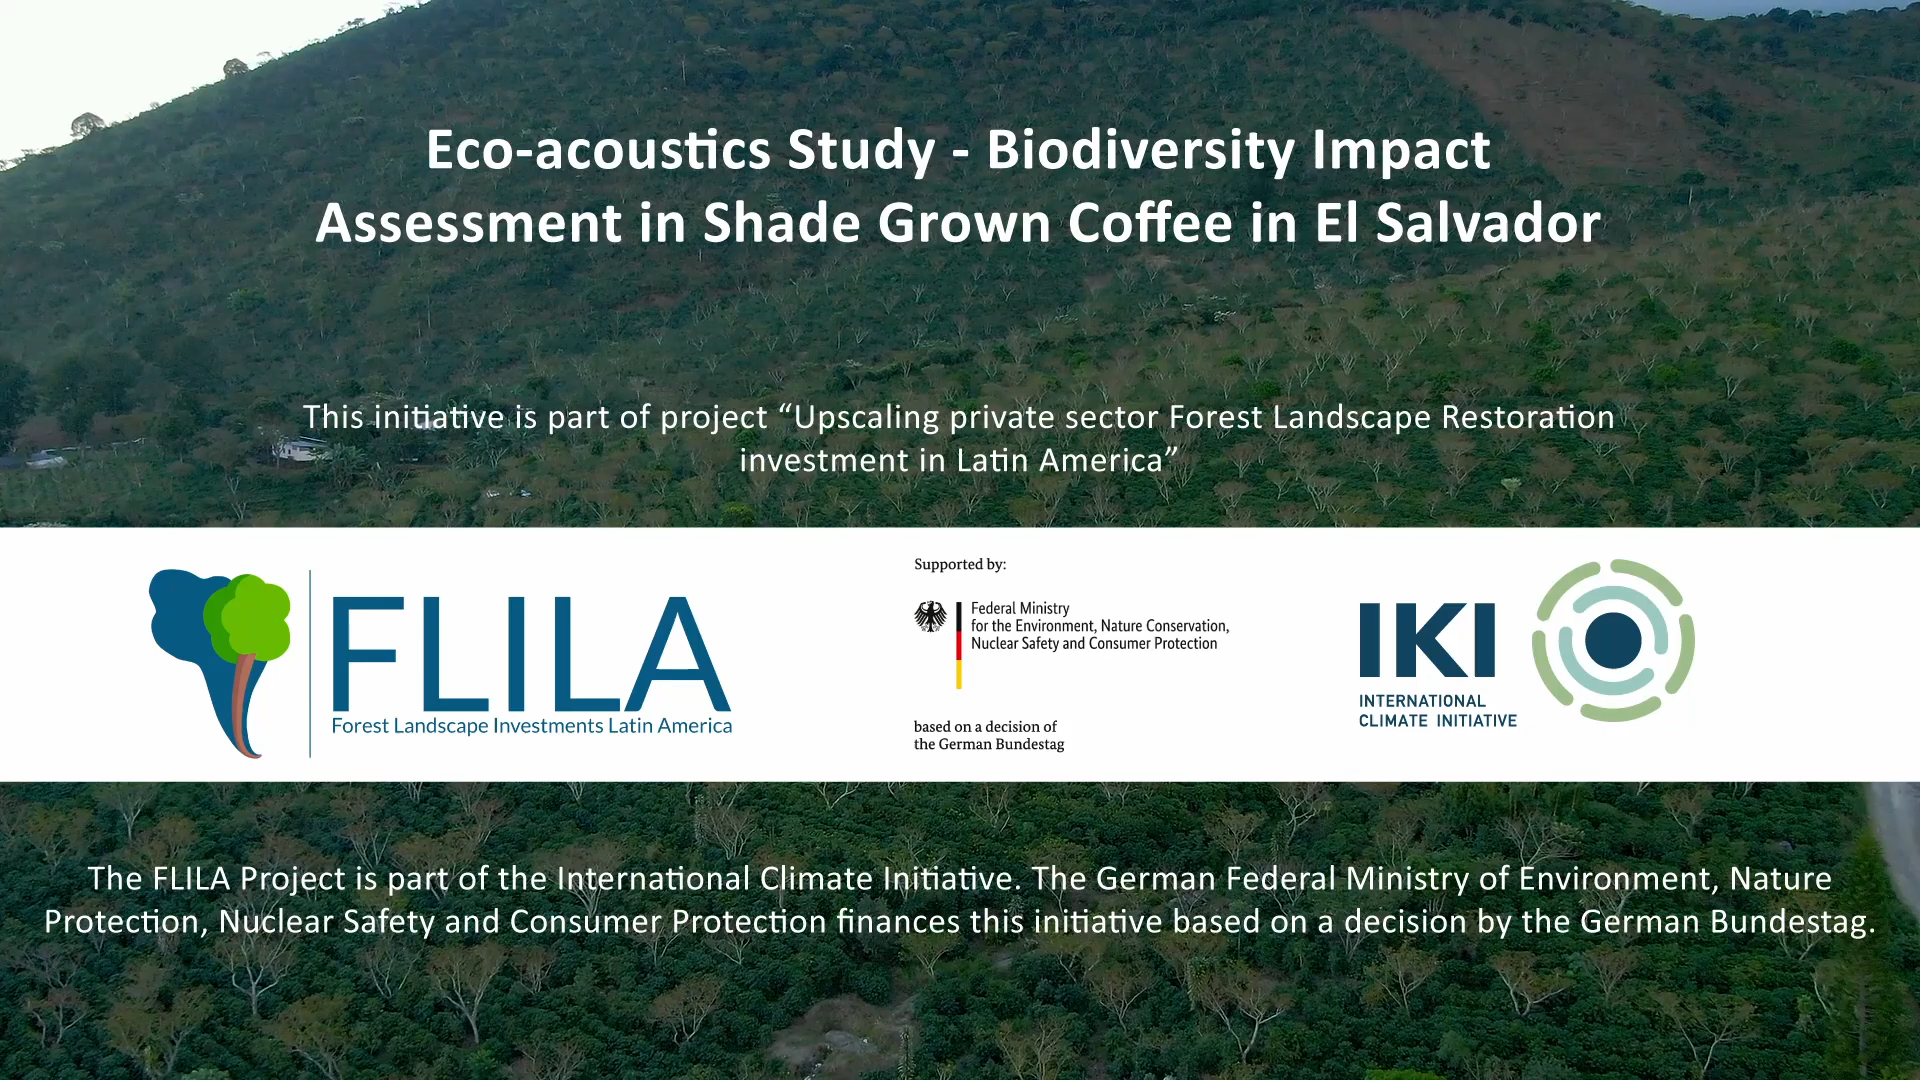 Eco-acoustics Study - Biodiversity Impact
Assessment in Shade Grown Coffee in El Salvador
This initiative is part of project “Upscaling private sector Forest Landscape Restoration
investment in Latin America”
FLILA
Forest Landscape Investments Latin America
Supported by:
Federal Ministry
for the Environment, Nature Conservation,
Nuclear Safety and Consumer Protection
based on a decision of
the German Bundestag
IKI
INTERNATIONAL
CLIMATE INITIATIVE
The FLILA Project is part of the International Climate Initiative. The German Federal Ministry of Environment, Nature
Protection, Nuclear Safety and Consumer Protection finances this initiative based on a decision by the German Bundestag.